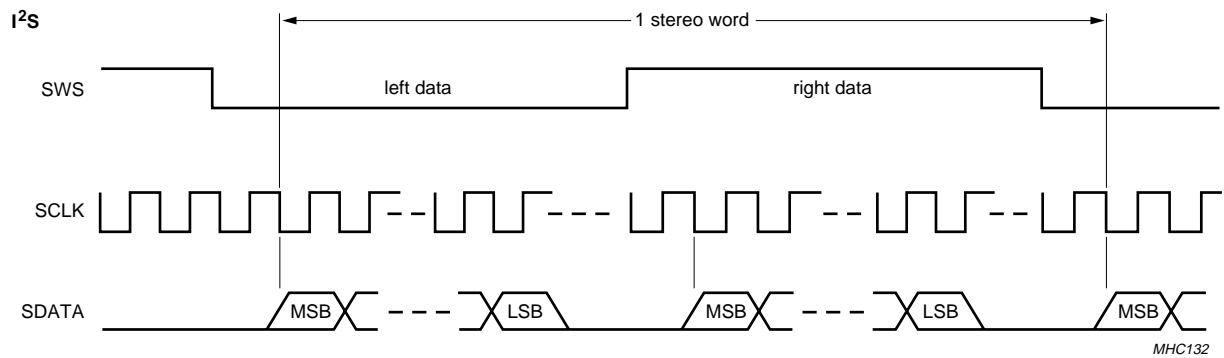 I²S
1 stereo word
SWS
left data
right data
SCLK
SDATA
MSB
LSB
MSB
LSB
MSB
MHC132